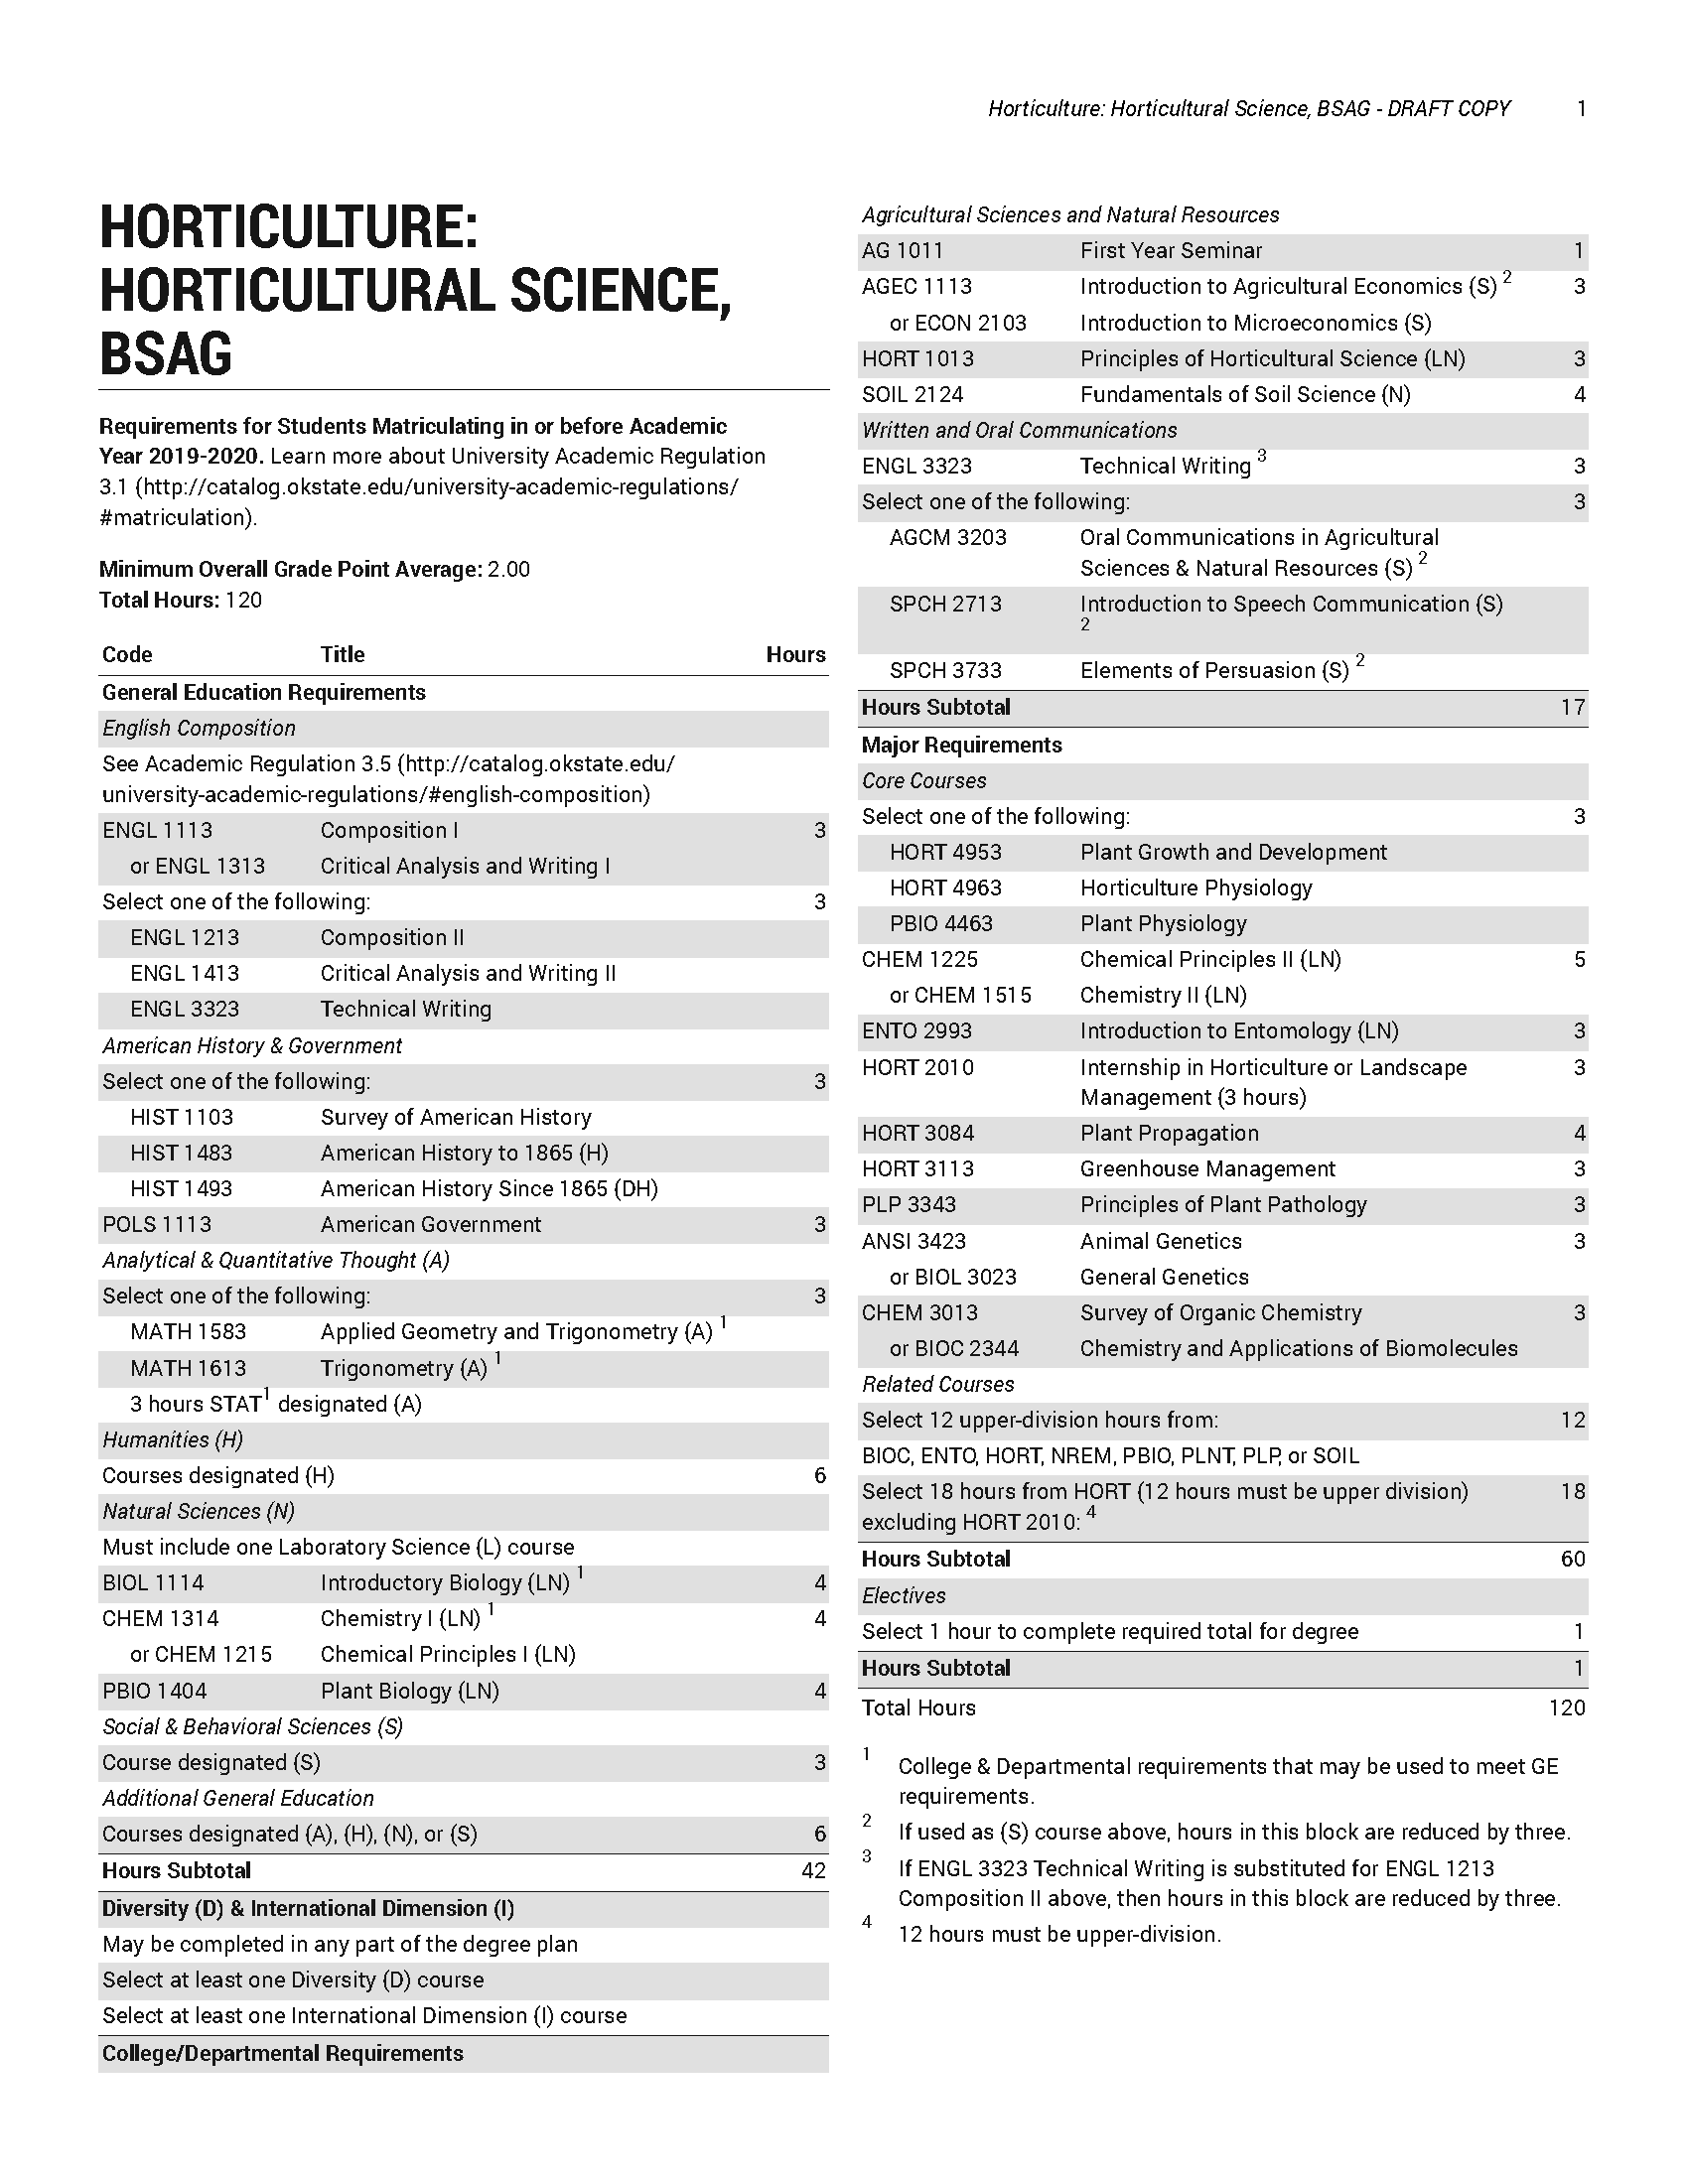 Horticulture: Horticultural Science, BSAG - DRAFT COPY 1
HORTICULTURE:
HORTICULTURAL SCIENCE,
BSAG
Requirements for Students Matriculating in or before Academic
Year 2019-2020. Learn more about University Academic Regulation
3.1 (http://catalog.okstate.edu/university-academic-regulations/
#matriculation).
Minimum Overall Grade Point Average: 2.00
Total Hours: 120
Code Title Hours
General Education Requirements
English Composition
See Academic Regulation 3.5 (http://catalog.okstate.edu/
university-academic-regulations/#english-composition)
ENGL 1113 Composition I 3
or ENGL 1313 Critical Analysis and Writing I
Select one of the following: 3
ENGL 1213 Composition II
ENGL 1413 Critical Analysis and Writing II
ENGL 3323 Technical Writing
American History & Government
Select one of the following: 3
HIST 1103 Survey of American History
HIST 1483 American History to 1865 (H)
HIST 1493 American History Since 1865 (DH)
POLS 1113 American Government 3
Analytical & Quantitative Thought (A)
Select one of the following: 3
MATH 1583 Applied Geometry and Trigonometry (A) 1
MATH 1613 Trigonometry (A) 1
3 hours STAT1 designated (A)
Humanities (H)
Courses designated (H) 6
Natural Sciences (N)
Must include one Laboratory Science (L) course
BIOL 1114 Introductory Biology (LN) 1 4
CHEM 1314 Chemistry I (LN) 1 4
or CHEM 1215 Chemical Principles I (LN)
PBIO 1404 Plant Biology (LN) 4
Social & Behavioral Sciences (S)
Course designated (S) 3
Additional General Education
Courses designated (A), (H), (N), or (S) 6
Hours Subtotal 42
Diversity (D) & International Dimension (I)
May be completed in any part of the degree plan
Select at least one Diversity (D) course
Select at least one International Dimension (I) course
College/Departmental Requirements
Agricultural Sciences and Natural Resources
AG 1011 First Year Seminar 1
AGEC 1113 Introduction to Agricultural Economics (S) 2 3
or ECON 2103 Introduction to Microeconomics (S)
HORT 1013 Principles of Horticultural Science (LN) 3
SOIL 2124 Fundamentals of Soil Science (N) 4
Written and Oral Communications
ENGL 3323 Technical Writing 3 3
Select one of the following: 3
AGCM 3203 Oral Communications in Agricultural
Sciences & Natural Resources (S) 2
SPCH 2713 Introduction to Speech Communication (S)
2
SPCH 3733 Elements of Persuasion (S) 2
Hours Subtotal 17
Major Requirements
Core Courses
Select one of the following: 3
HORT 4953 Plant Growth and Development
HORT 4963 Horticulture Physiology
PBIO 4463 Plant Physiology
CHEM 1225 Chemical Principles II (LN) 5
or CHEM 1515 Chemistry II (LN)
ENTO 2993 Introduction to Entomology (LN) 3
HORT 2010 Internship in Horticulture or Landscape 3
Management (3 hours)
HORT 3084 Plant Propagation 4
HORT 3113 Greenhouse Management 3
PLP 3343 Principles of Plant Pathology 3
ANSI 3423 Animal Genetics 3
or BIOL 3023 General Genetics
CHEM 3013 Survey of Organic Chemistry 3
or BIOC 2344 Chemistry and Applications of Biomolecules
Related Courses
Select 12 upper-division hours from: 12
BIOC, ENTO, HORT, NREM, PBIO, PLNT, PLP, or SOIL
Select 18 hours from HORT (12 hours must be upper division) 18
excluding HORT 2010: 4
Hours Subtotal 60
Electives
Select 1 hour to complete required total for degree 1
Hours Subtotal 1
Total Hours 120
1 College & Departmental requirements that may be used to meet GE
requirements.
2 If used as (S) course above, hours in this block are reduced by three.
3 If ENGL 3323 Technical Writing is substituted for ENGL 1213
Composition II above, then hours in this block are reduced by three.
4 12 hours must be upper-division.